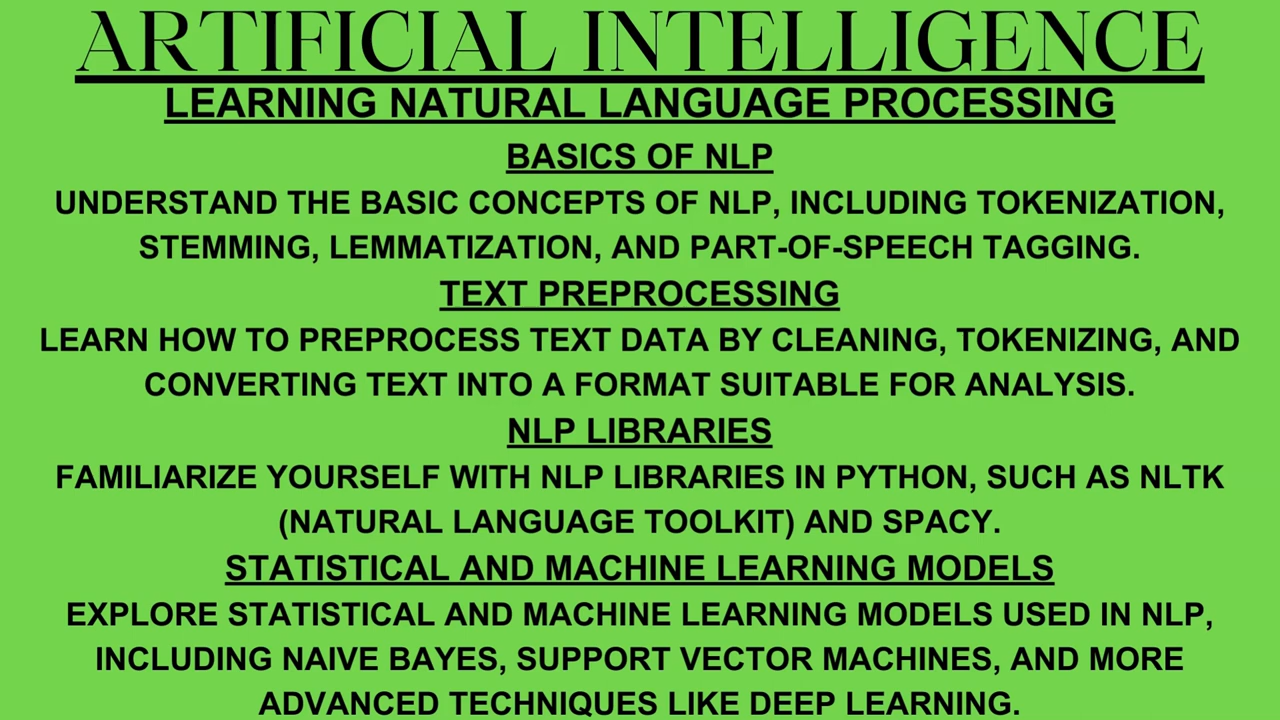 ARTIFICIAL INTELLIGENCE
LEARNING NATURAL LANGUAGE PROCESSING
BASICS OF NLP
UNDERSTAND THE BASIC CONCEPTS OF NLP, INCLUDING TOKENIZATION,
STEMMING, LEMMATIZATION, AND PART-OF-SPEECH TAGGING.
TEXT PREPROCESSING
LEARN HOW TO PREPROCESS TEXT DATA BY CLEANING, TOKENIZING, AND
CONVERTING TEXT INTO A FORMAT SUITABLE FOR ANALYSIS.
NLP LIBRARIES
FAMILIARIZE YOURSELF WITH NLP LIBRARIES IN PYTHON, SUCH AS NLTK
(NATURAL LANGUAGE TOOLKIT) AND SPACY.
STATISTICAL AND MACHINE LEARNING MODELS
EXPLORE STATISTICAL AND MACHINE LEARNING MODELS USED IN NLP,
INCLUDING NAIVE BAYES, SUPPORT VECTOR MACHINES, AND MORE
ADVANCED TECHNIQUES LIKE DEEP LEARNING.